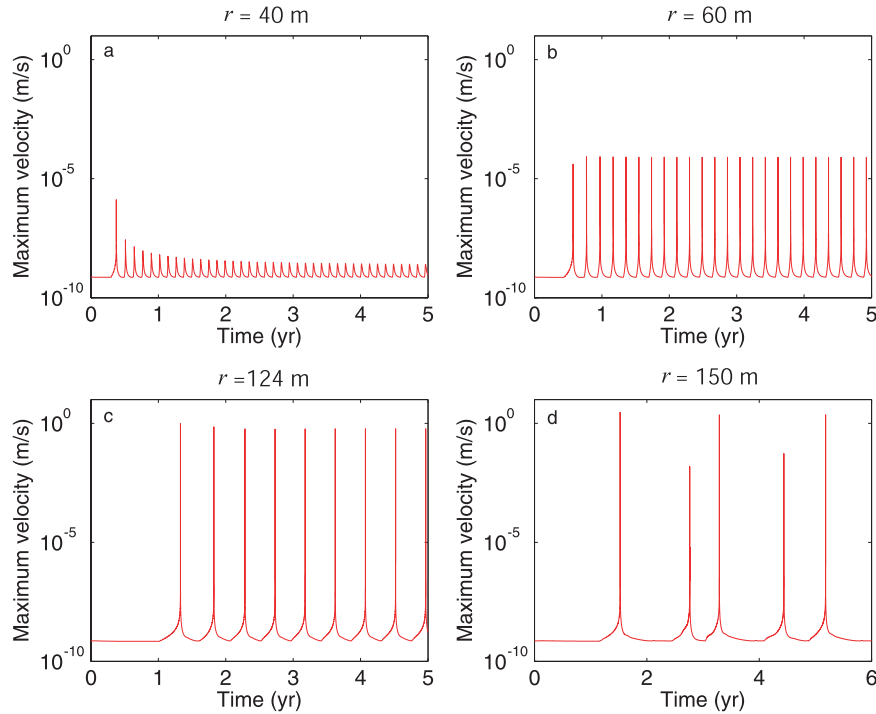 r = 40 m
a
Maximum velocity (m/s)
10^0
10^-5
10^-10
0 1 2 3 4 5
Time (yr)
r = 60 m
b
Maximum velocity (m/s)
10^0
10^-5
10^-10
0 1 2 3 4 5
Time (yr)
r =124 m
c
Maximum velocity (m/s)
10^0
10^-5
10^-10
0 1 2 3 4 5
Time (yr)
r = 150 m
d
Maximum velocity (m/s)
10^0
10^-5
10^-10
0 2 4 6
Time (yr)